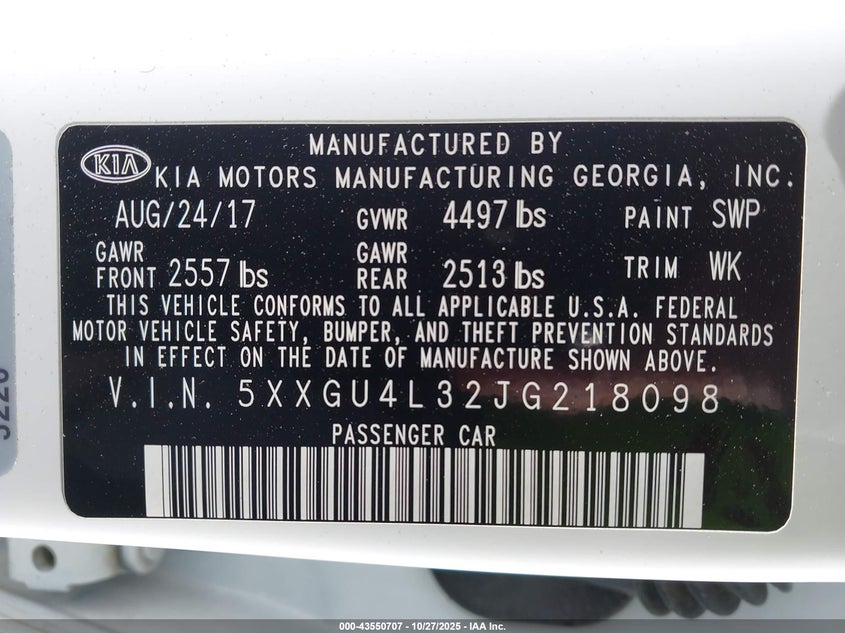 MANUFACTURED BY
KIA
KIA MOTORS MANUFACTURING GEORGIA, INC.
AUG/24/17 GVWR 4497 lbs PAINT SWP
GAWR FRONT 2557 lbs GAWR REAR 2513 lbs TRIM WK
THIS VEHICLE CONFORMS TO ALL APPLICABLE U.S.A. FEDERAL
MOTOR VEHICLE SAFETY, BUMPER, AND THEFT PREVENTION STANDARDS
IN EFFECT ON THE DATE OF MANUFACTURE SHOWN ABOVE.
V.I.N. 5XXGU4L32JG218098
PASSENGER CAR
000-43550707 - 10/27/2025 - IAA Inc.